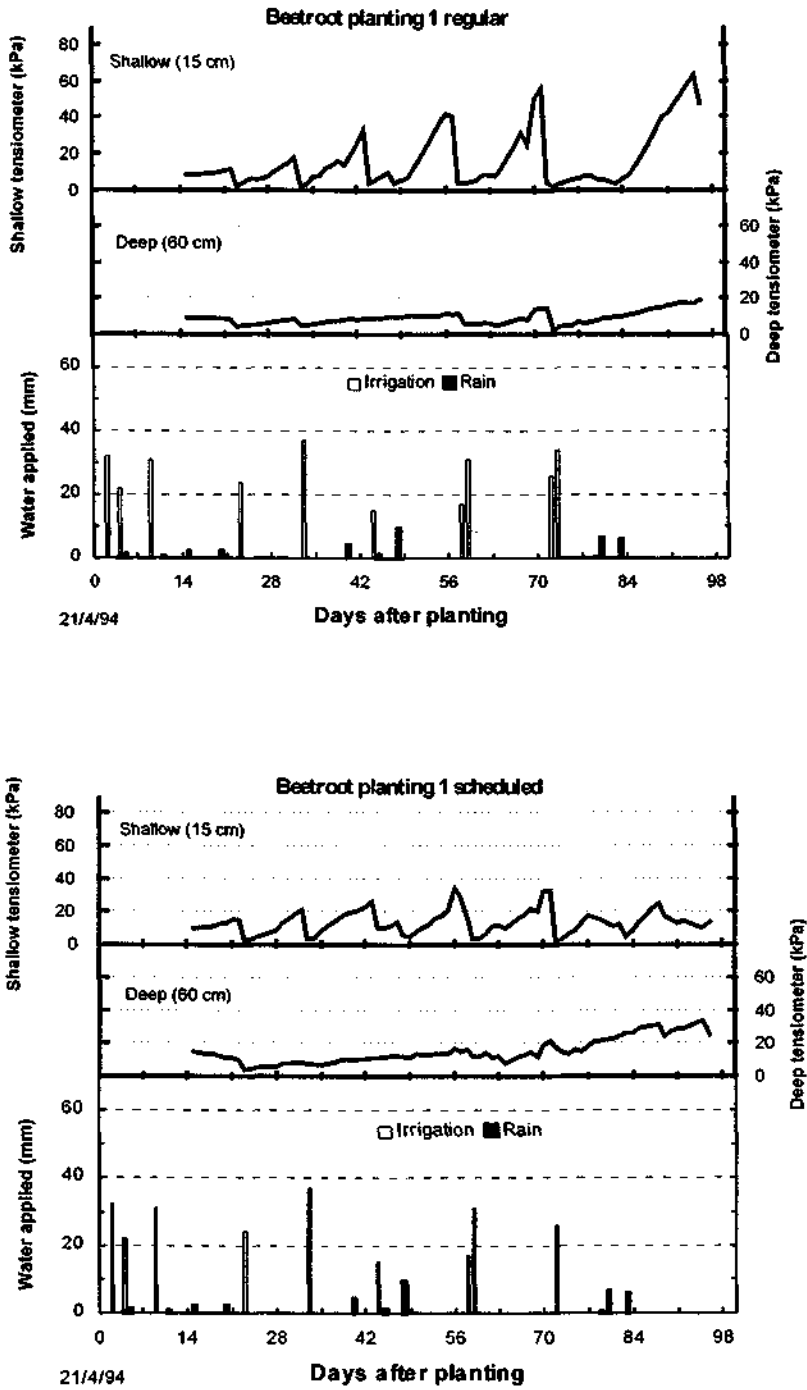 Beetroot planting 1 regular
Shallow tensiometer (kPa)
80
60
40
20
0
Shallow (15 cm)
Deep (60 cm)
Deep tensiometer (kPa)
60
40
20
0
Water applied (mm)
60
40
20
0
Irrigation Rain
0 14 28 42 56 70 84 98
21/4/94 Days after planting
Beetroot planting 1 scheduled
Shallow tensiometer (kPa)
80
60
40
20
0
Shallow (15 cm)
Deep (60 cm)
Deep tensiometer (kPa)
60
40
20
0
Water applied (mm)
60
40
20
0
Irrigation Rain
0 14 28 42 56 70 84 98
21/4/94 Days after planting